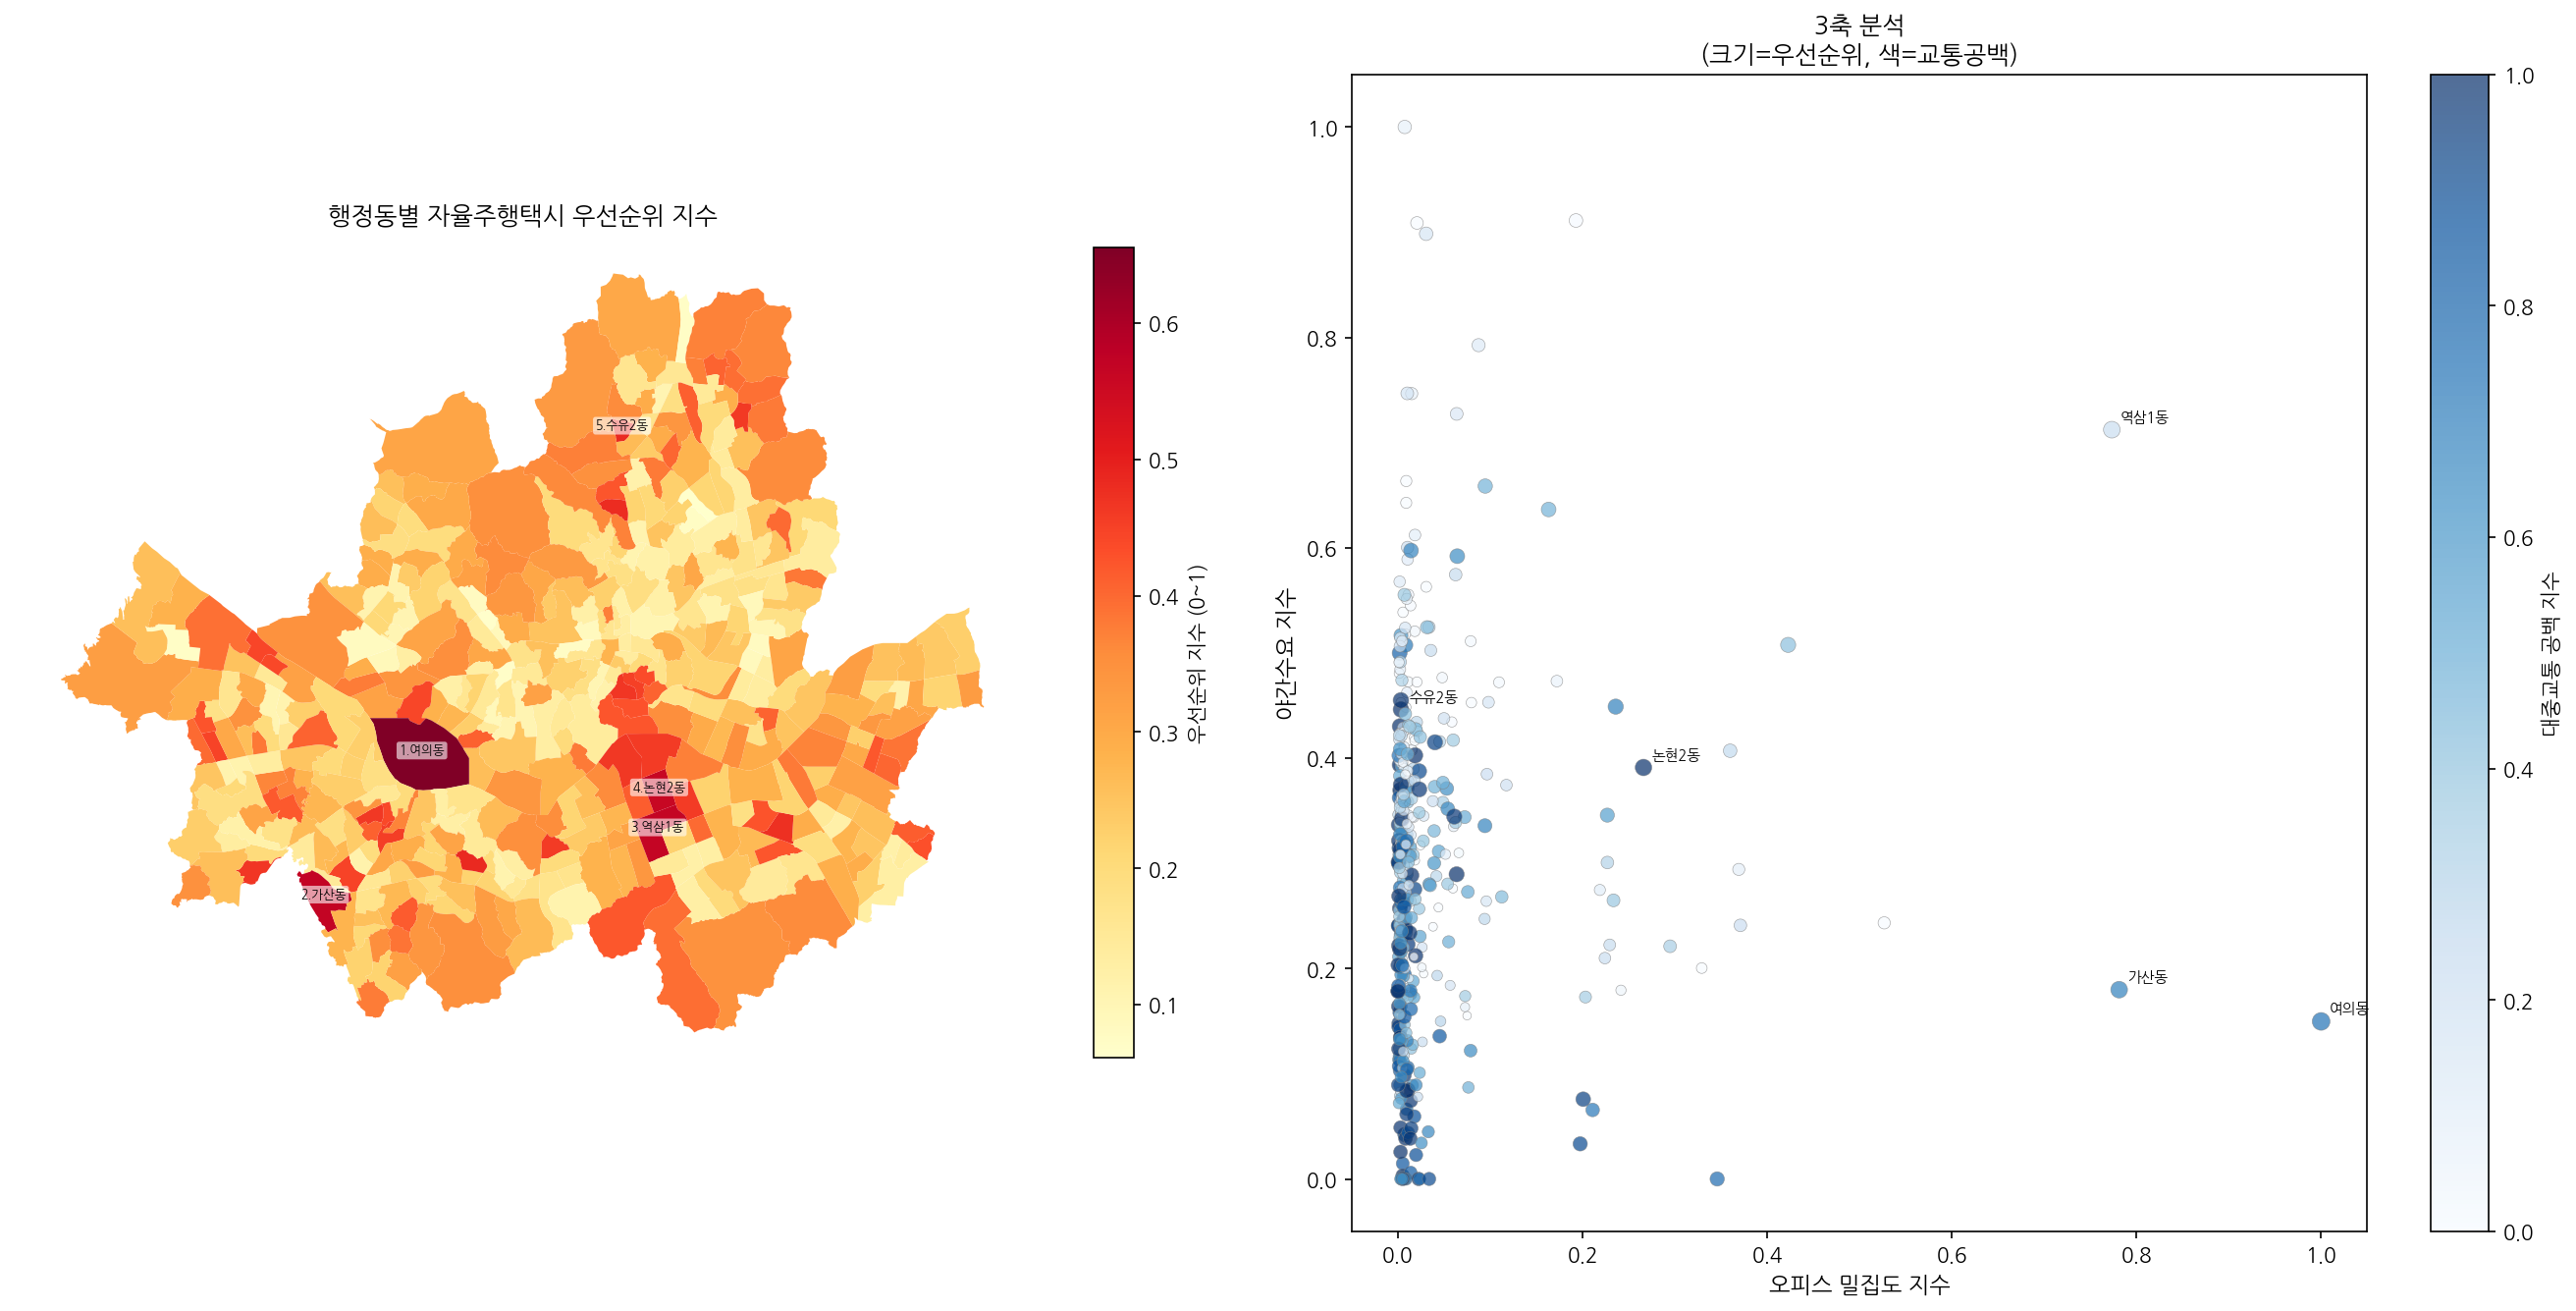 행정동별 자율주행택시 우선순위 지수
5.수유2동
1.여의동
4.논현2동
3.역삼1동
2.가산동
0.6
0.5
0.4
0.3
0.2
0.1
우선순위 지수 (0~1)
3축 분석
(크기=우선순위, 색=교통공백)
1.0
0.8
0.6
0.4
0.2
0.0
야간수요 지수
역삼1동
수유2동
논현2동
가산동
여의동
0.0 0.2 0.4 0.6 0.8 1.0
오피스 밀집도 지수
1.0
0.8
0.6
0.4
0.2
0.0
대중교통 공백 지수